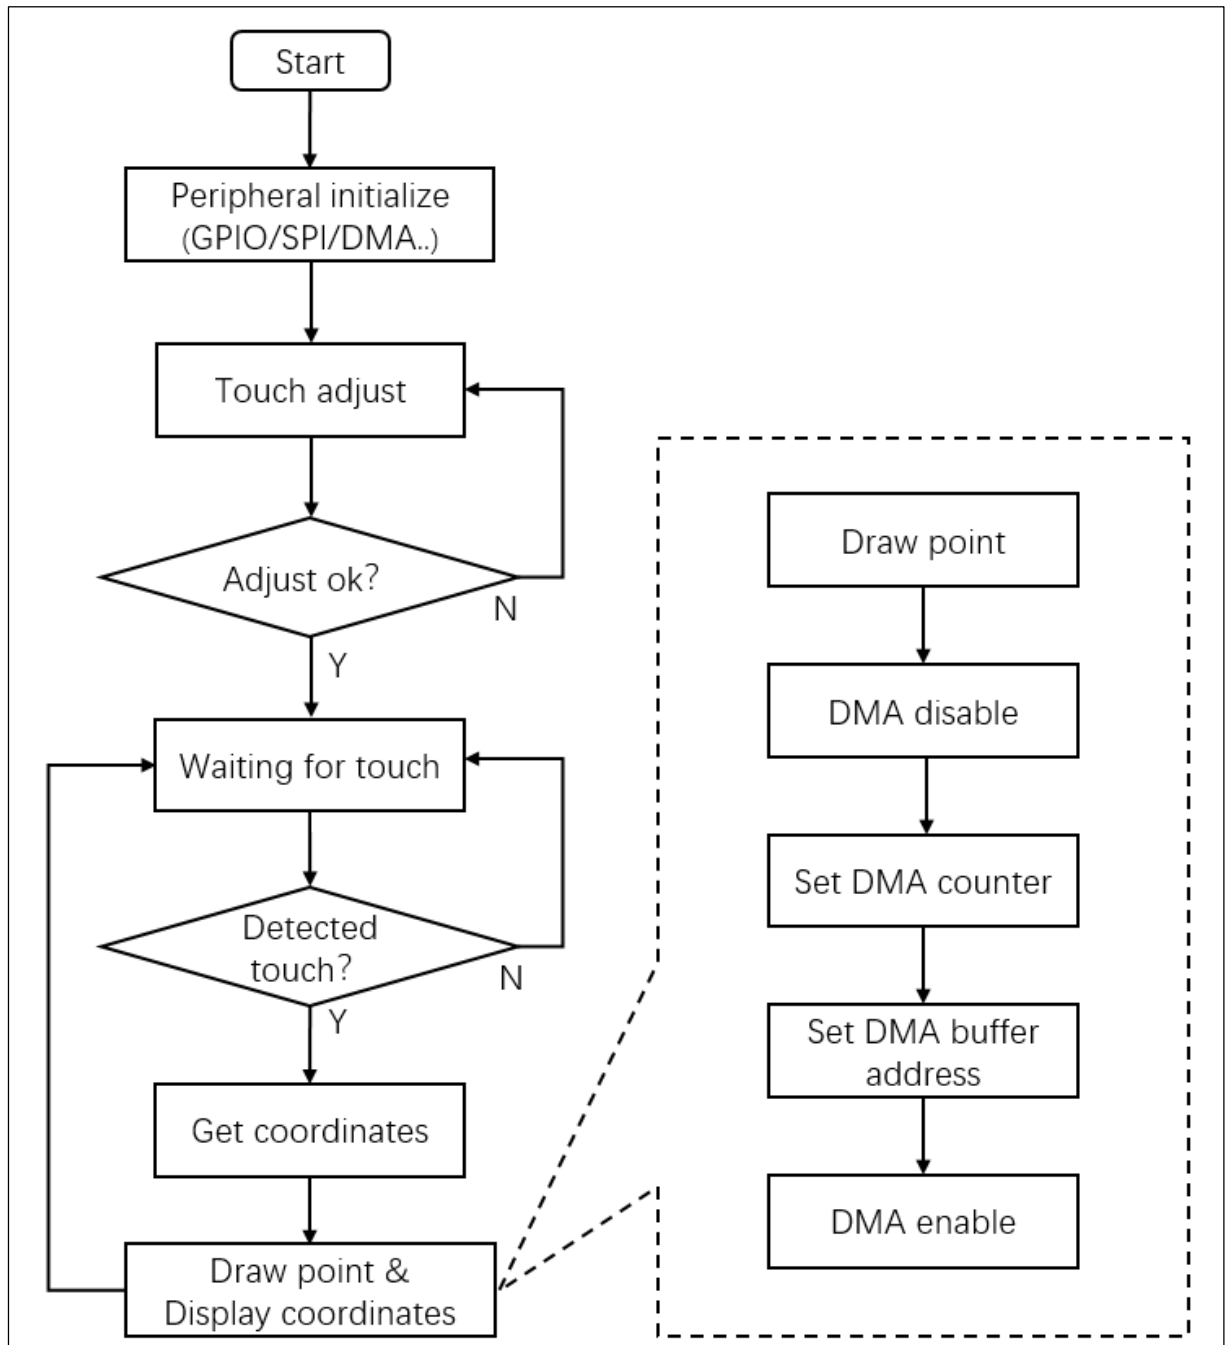 Start
Peripheral initialize
(GPIO/SPI/DMA..)
Touch adjust
Adjust ok?
N
Y
Waiting for touch
Detected
touch?
N
Y
Get coordinates
Draw point &
Display coordinates
Draw point
DMA disable
Set DMA counter
Set DMA buffer
address
DMA enable